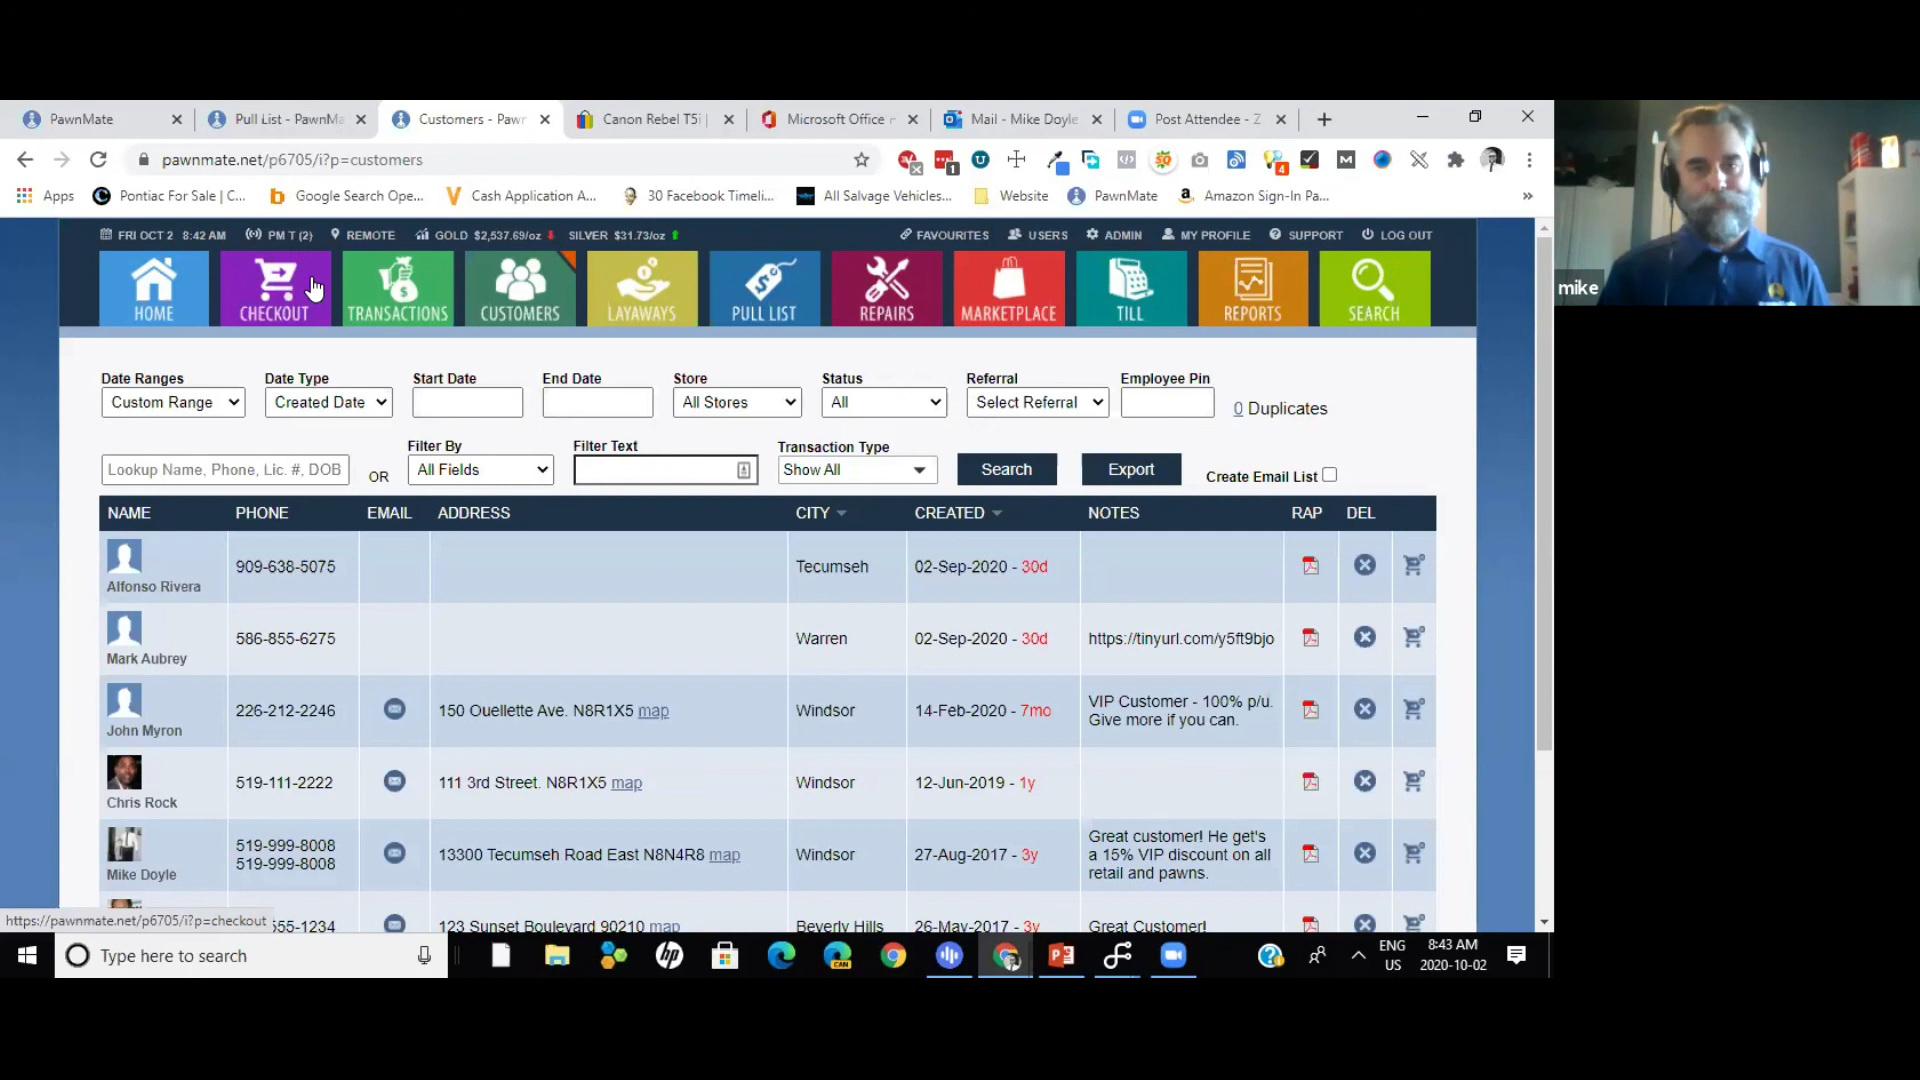 PawnMate
Pull List - PawnMa
Customers - Pawn
Canon Rebel T5i |
Microsoft Office
Mail - Mike Doyle
Post Attendee - Z
pawnmate.net/p6705/i?p=customers
Apps
Pontiac For Sale | C...
Google Search Ope...
Cash Application A...
30 Facebook Timeli...
All Salvage Vehicles...
Website
PawnMate
Amazon Sign-In Pa...
FRI OCT 2 8:42 AM
PM T (2)
REMOTE
GOLD $2,537.69/oz
SILVER $31.73/oz
FAVOURITES
USERS
ADMIN
MY PROFILE
SUPPORT
LOG OUT
HOME
CHECKOUT
TRANSACTIONS
CUSTOMERS
LAYAWAYS
PULL LIST
REPAIRS
MARKETPLACE
TILL
REPORTS
SEARCH
mike
Date Ranges
Date Type
Start Date
End Date
Store
Status
Referral
Employee Pin
Custom Range
Created Date
All Stores
All
Select Referral
0 Duplicates
Filter By
Filter Text
Transaction Type
Lookup Name, Phone, Lic. #, DOB
OR
All Fields
Show All
Search
Export
Create Email List
NAME PHONE EMAIL ADDRESS CITY CREATED NOTES RAP DEL
909-638-5075 Tecumseh 02-Sep-2020 - 30d
Alfonso Rivera
586-855-6275 Warren 02-Sep-2020 - 30d https://tinyurl.com/y5ft9bjo
Mark Aubrey
226-212-2246 150 Ouellette Ave. N8R1X5 map Windsor 14-Feb-2020 - 7mo
VIP Customer - 100% p/u.
Give more if you can.
John Myron
519-111-2222 111 3rd Street. N8R1X5 map Windsor 12-Jun-2019 - 1y
Chris Rock
519-999-8008
519-999-8008
13300 Tecumseh Road East N8N4R8 map Windsor 27-Aug-2017 - 3y
Great customer! He get's
a 15% VIP discount on all
retail and pawns.
Mike Doyle
https://pawnmate.net/p6705/i?p=checkout
555-1234 123 Sunset Boulevard 90210 map Beverly Hills 26-May-2017 - 3y Great Customer!
Type here to search
ENG
US
8:43 AM
2020-10-02